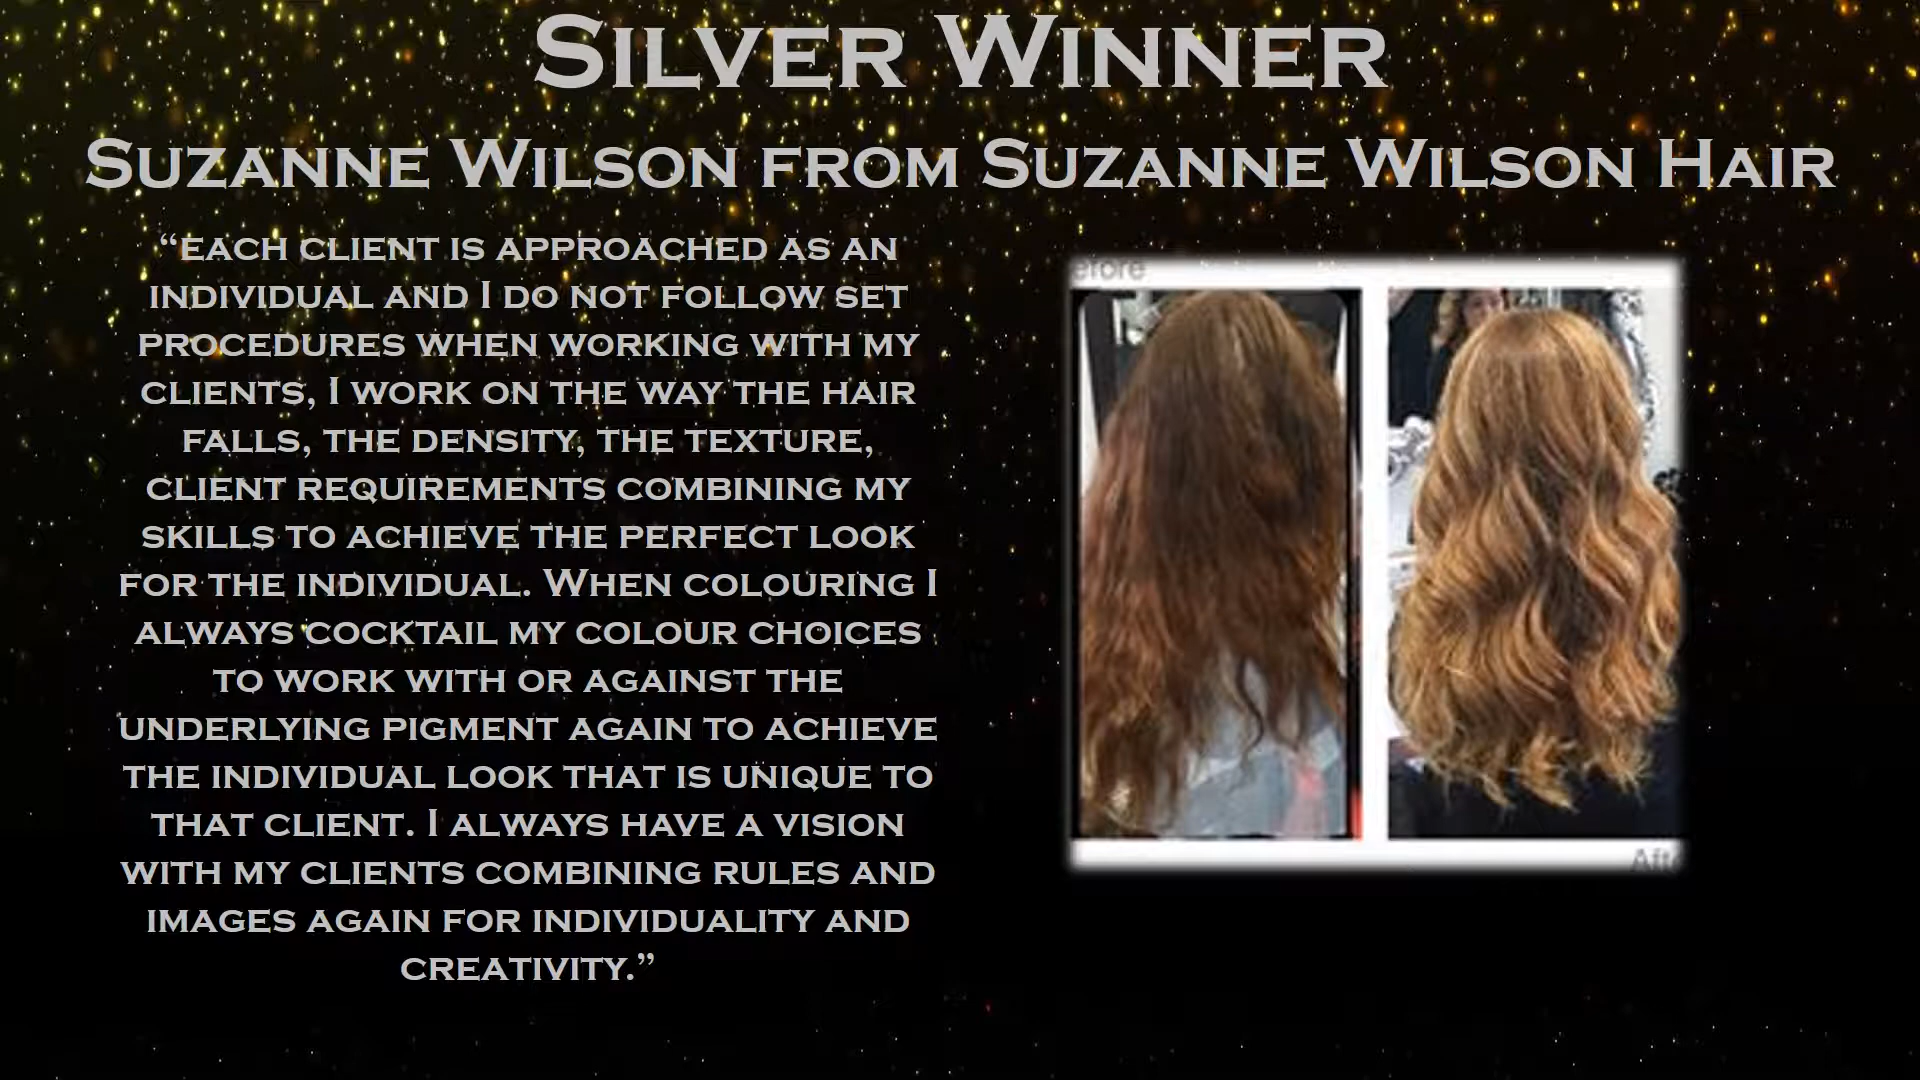 Silver Winner
Suzanne Wilson from Suzanne Wilson Hair
“each client is approached as an
individual and I do not follow set
procedures when working with my
clients, I work on the way the hair
falls, the density, the texture,
client requirements combining my
skills to achieve the perfect look
for the individual. When colouring I
always cocktail my colour choices
to work with or against the
underlying pigment again to achieve
the individual look that is unique to
that client. I always have a vision
with my clients combining rules and
images again for individuality and
creativity.”
efore
Afte